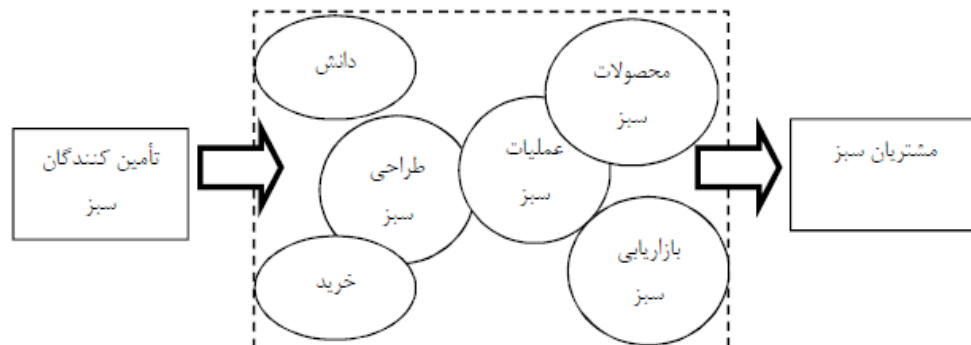 دانش
محصولات
سبز
تأمین کنندگان
سبز
طراحی
سبز
عملیات
سبز
مشتریان سبز
خرید
بازاریابی
سبز